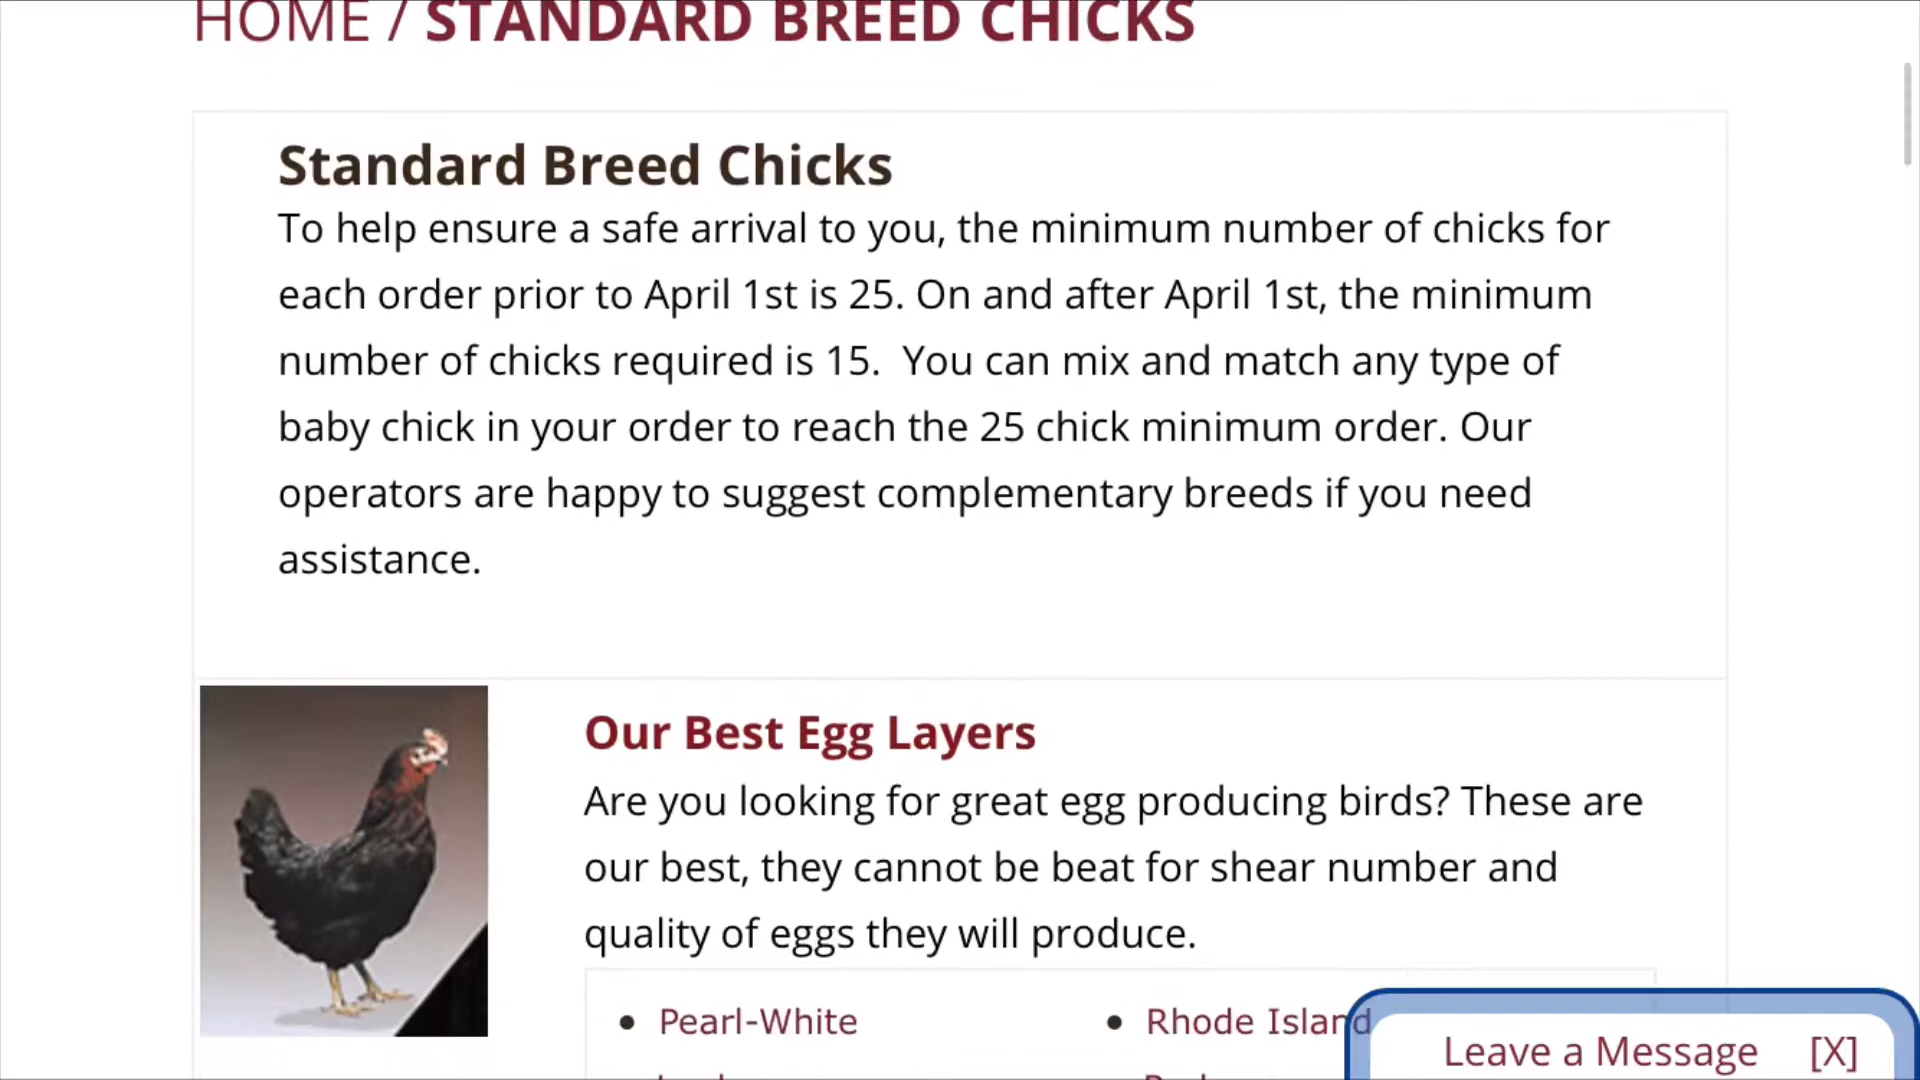 HOME / STANDARD BREED CHICKS
Standard Breed Chicks
To help ensure a safe arrival to you, the minimum number of chicks for
each order prior to April 1st is 25. On and after April 1st, the minimum
number of chicks required is 15.  You can mix and match any type of
baby chick in your order to reach the 25 chick minimum order. Our
operators are happy to suggest complementary breeds if you need
assistance.
Our Best Egg Layers
Are you looking for great egg producing birds? These are
our best, they cannot be beat for shear number and
quality of eggs they will produce.
Pearl-White
Rhode Island
Leave a Message [X]